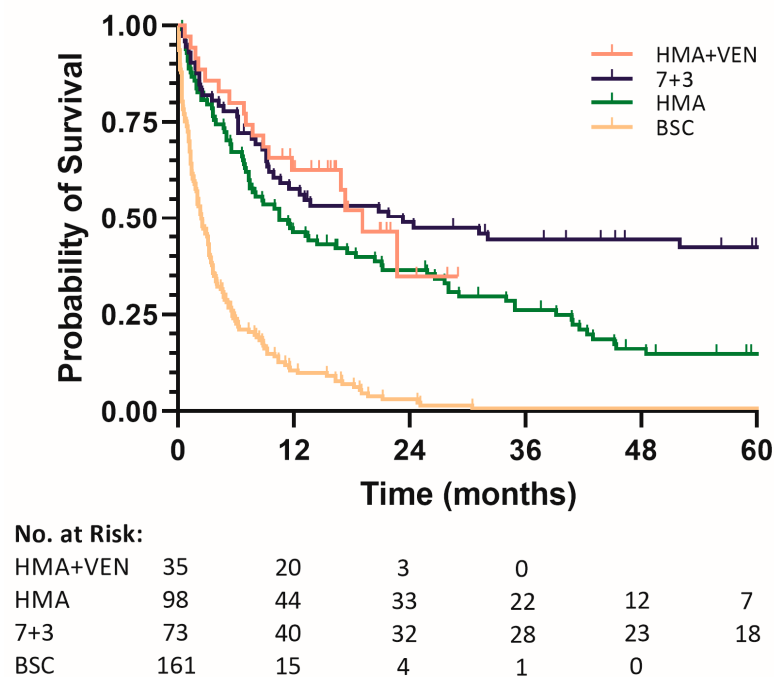 1.00
0.75
0.50
0.25
0.00
Probability of Survival
HMA+VEN
7+3
HMA
BSC
0 12 24 36 48 60
Time (months)
No. at Risk:
HMA+VEN 35 20 3 0
HMA 98 44 33 22 12 7
7+3 73 40 32 28 23 18
BSC 161 15 4 1 0